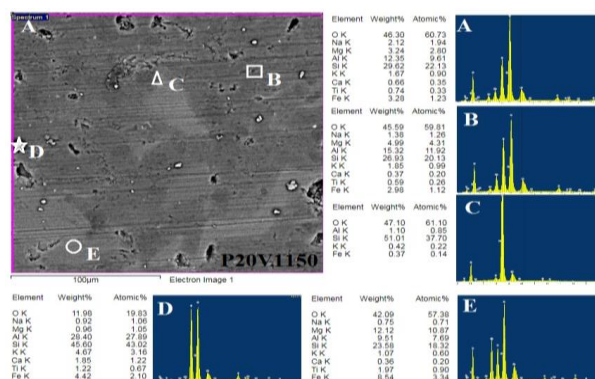 Spectrum 1
A
B
C
D
E
P20V1150
100µm Electron Image 1
Element Weight% Atomic%
O K 46.30 60.73
Na K 2.12 1.94
Mg K 3.24 2.80
Al K 12.35 9.61
Si K 29.62 22.13
K K 1.67 0.90
Ca K 0.66 0.35
Ti K 0.74 0.33
Fe K 3.28 1.23
A
Element Weight% Atomic%
O K 45.59 59.81
Na K 1.38 1.26
Mg K 4.99 4.31
Al K 15.32 11.92
Si K 26.93 20.13
K K 1.85 0.99
Ca K 0.37 0.20
Ti K 0.59 0.26
Fe K 2.98 1.12
B
Element Weight% Atomic%
O K 47.10 61.10
Al K 1.10 0.85
Si K 51.01 37.70
K K 0.42 0.22
Fe K 0.37 0.14
C
Element Weight% Atomic%
O K 11.96 19.83
Na K 0.92 1.06
Mg K 0.96 1.05
Al K 28.40 27.89
Si K 45.60 43.02
K K 4.67 3.16
Ca K 1.85 1.22
Ti K 1.22 0.67
Fe K 4.42 2.10
D
Element Weight% Atomic%
O K 42.09 57.38
Na K 0.75 0.71
Mg K 12.12 10.87
Al K 9.51 7.69
Si K 23.58 18.32
K K 1.07 0.60
Ca K 0.36 0.20
Ti K 1.97 0.90
Fe K 8.54 3.34
E